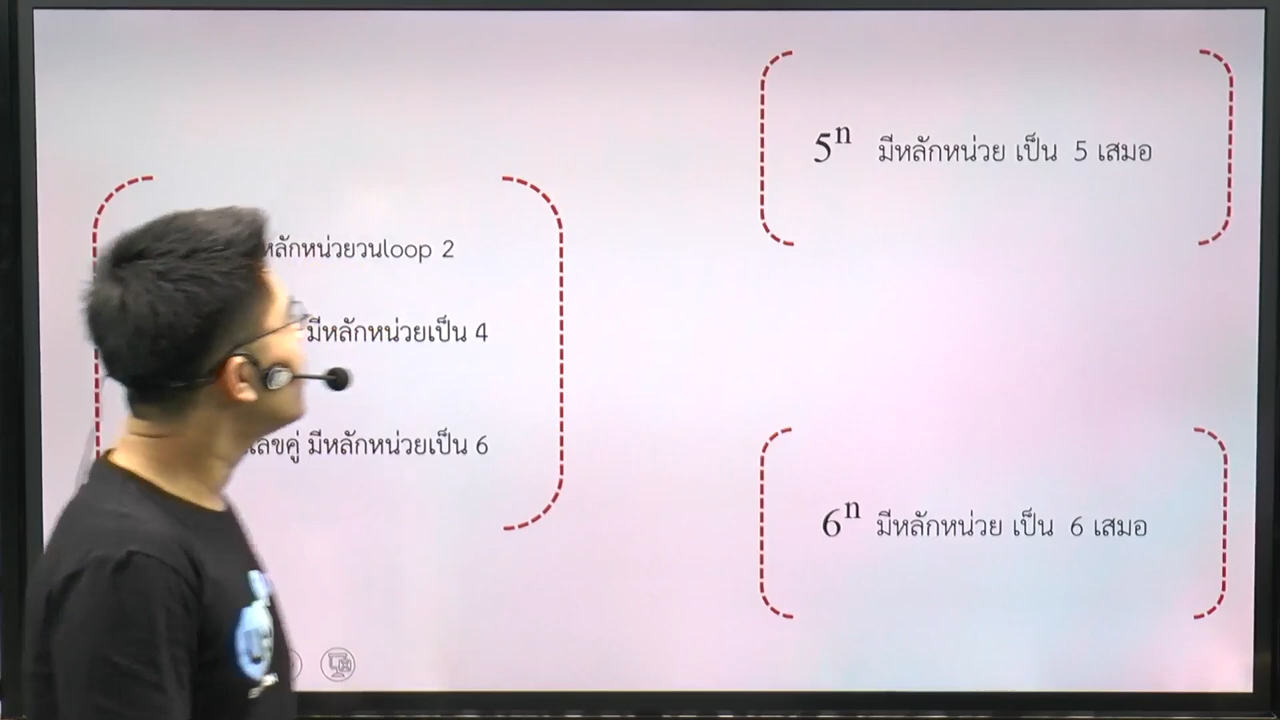 หลักหน่วยวนloop 2
มีหลักหน่วยเป็น 4
เลขคู่ มีหลักหน่วยเป็น 6
5ⁿ มีหลักหน่วย เป็น 5 เสมอ
6ⁿ มีหลักหน่วย เป็น 6 เสมอ